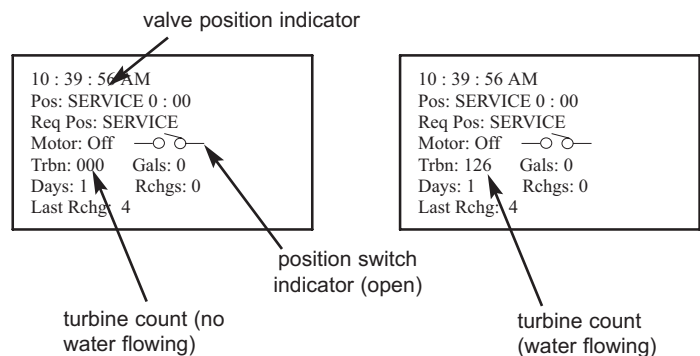 valve position indicator
10 : 39 : 56 AM
Pos: SERVICE 0 : 00
Req Pos: SERVICE
Motor: Off
Trbn: 000 Gals: 0
Days: 1 Rchgs: 0
Last Rchg: 4
position switch
indicator (open)
turbine count (no
water flowing)
10 : 39 : 56 AM
Pos: SERVICE 0 : 00
Req Pos: SERVICE
Motor: Off
Trbn: 126 Gals: 0
Days: 1 Rchgs: 0
Last Rchg: 4
turbine count
(water flowing)